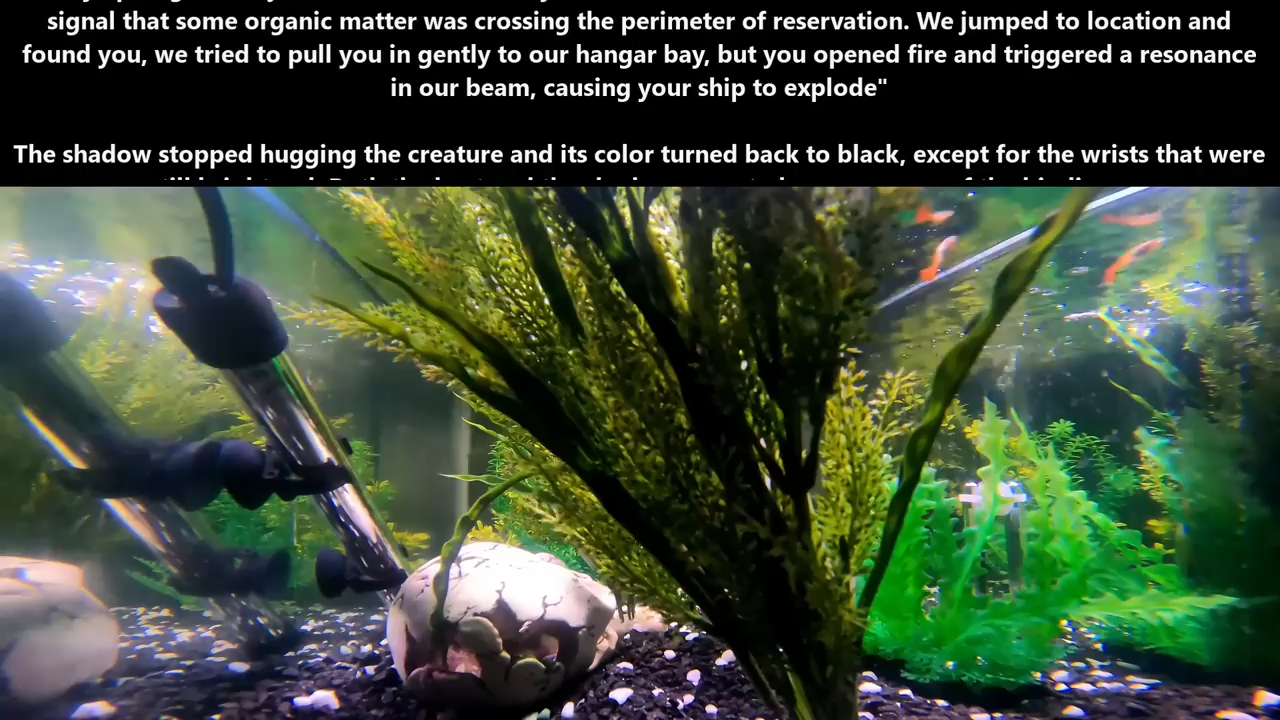 signal that some organic matter was crossing the perimeter of reservation. We jumped to location and
found you, we tried to pull you in gently to our hangar bay, but you opened fire and triggered a resonance
in our beam, causing your ship to explode"
The shadow stopped hugging the creature and its color turned back to black, except for the wrists that were